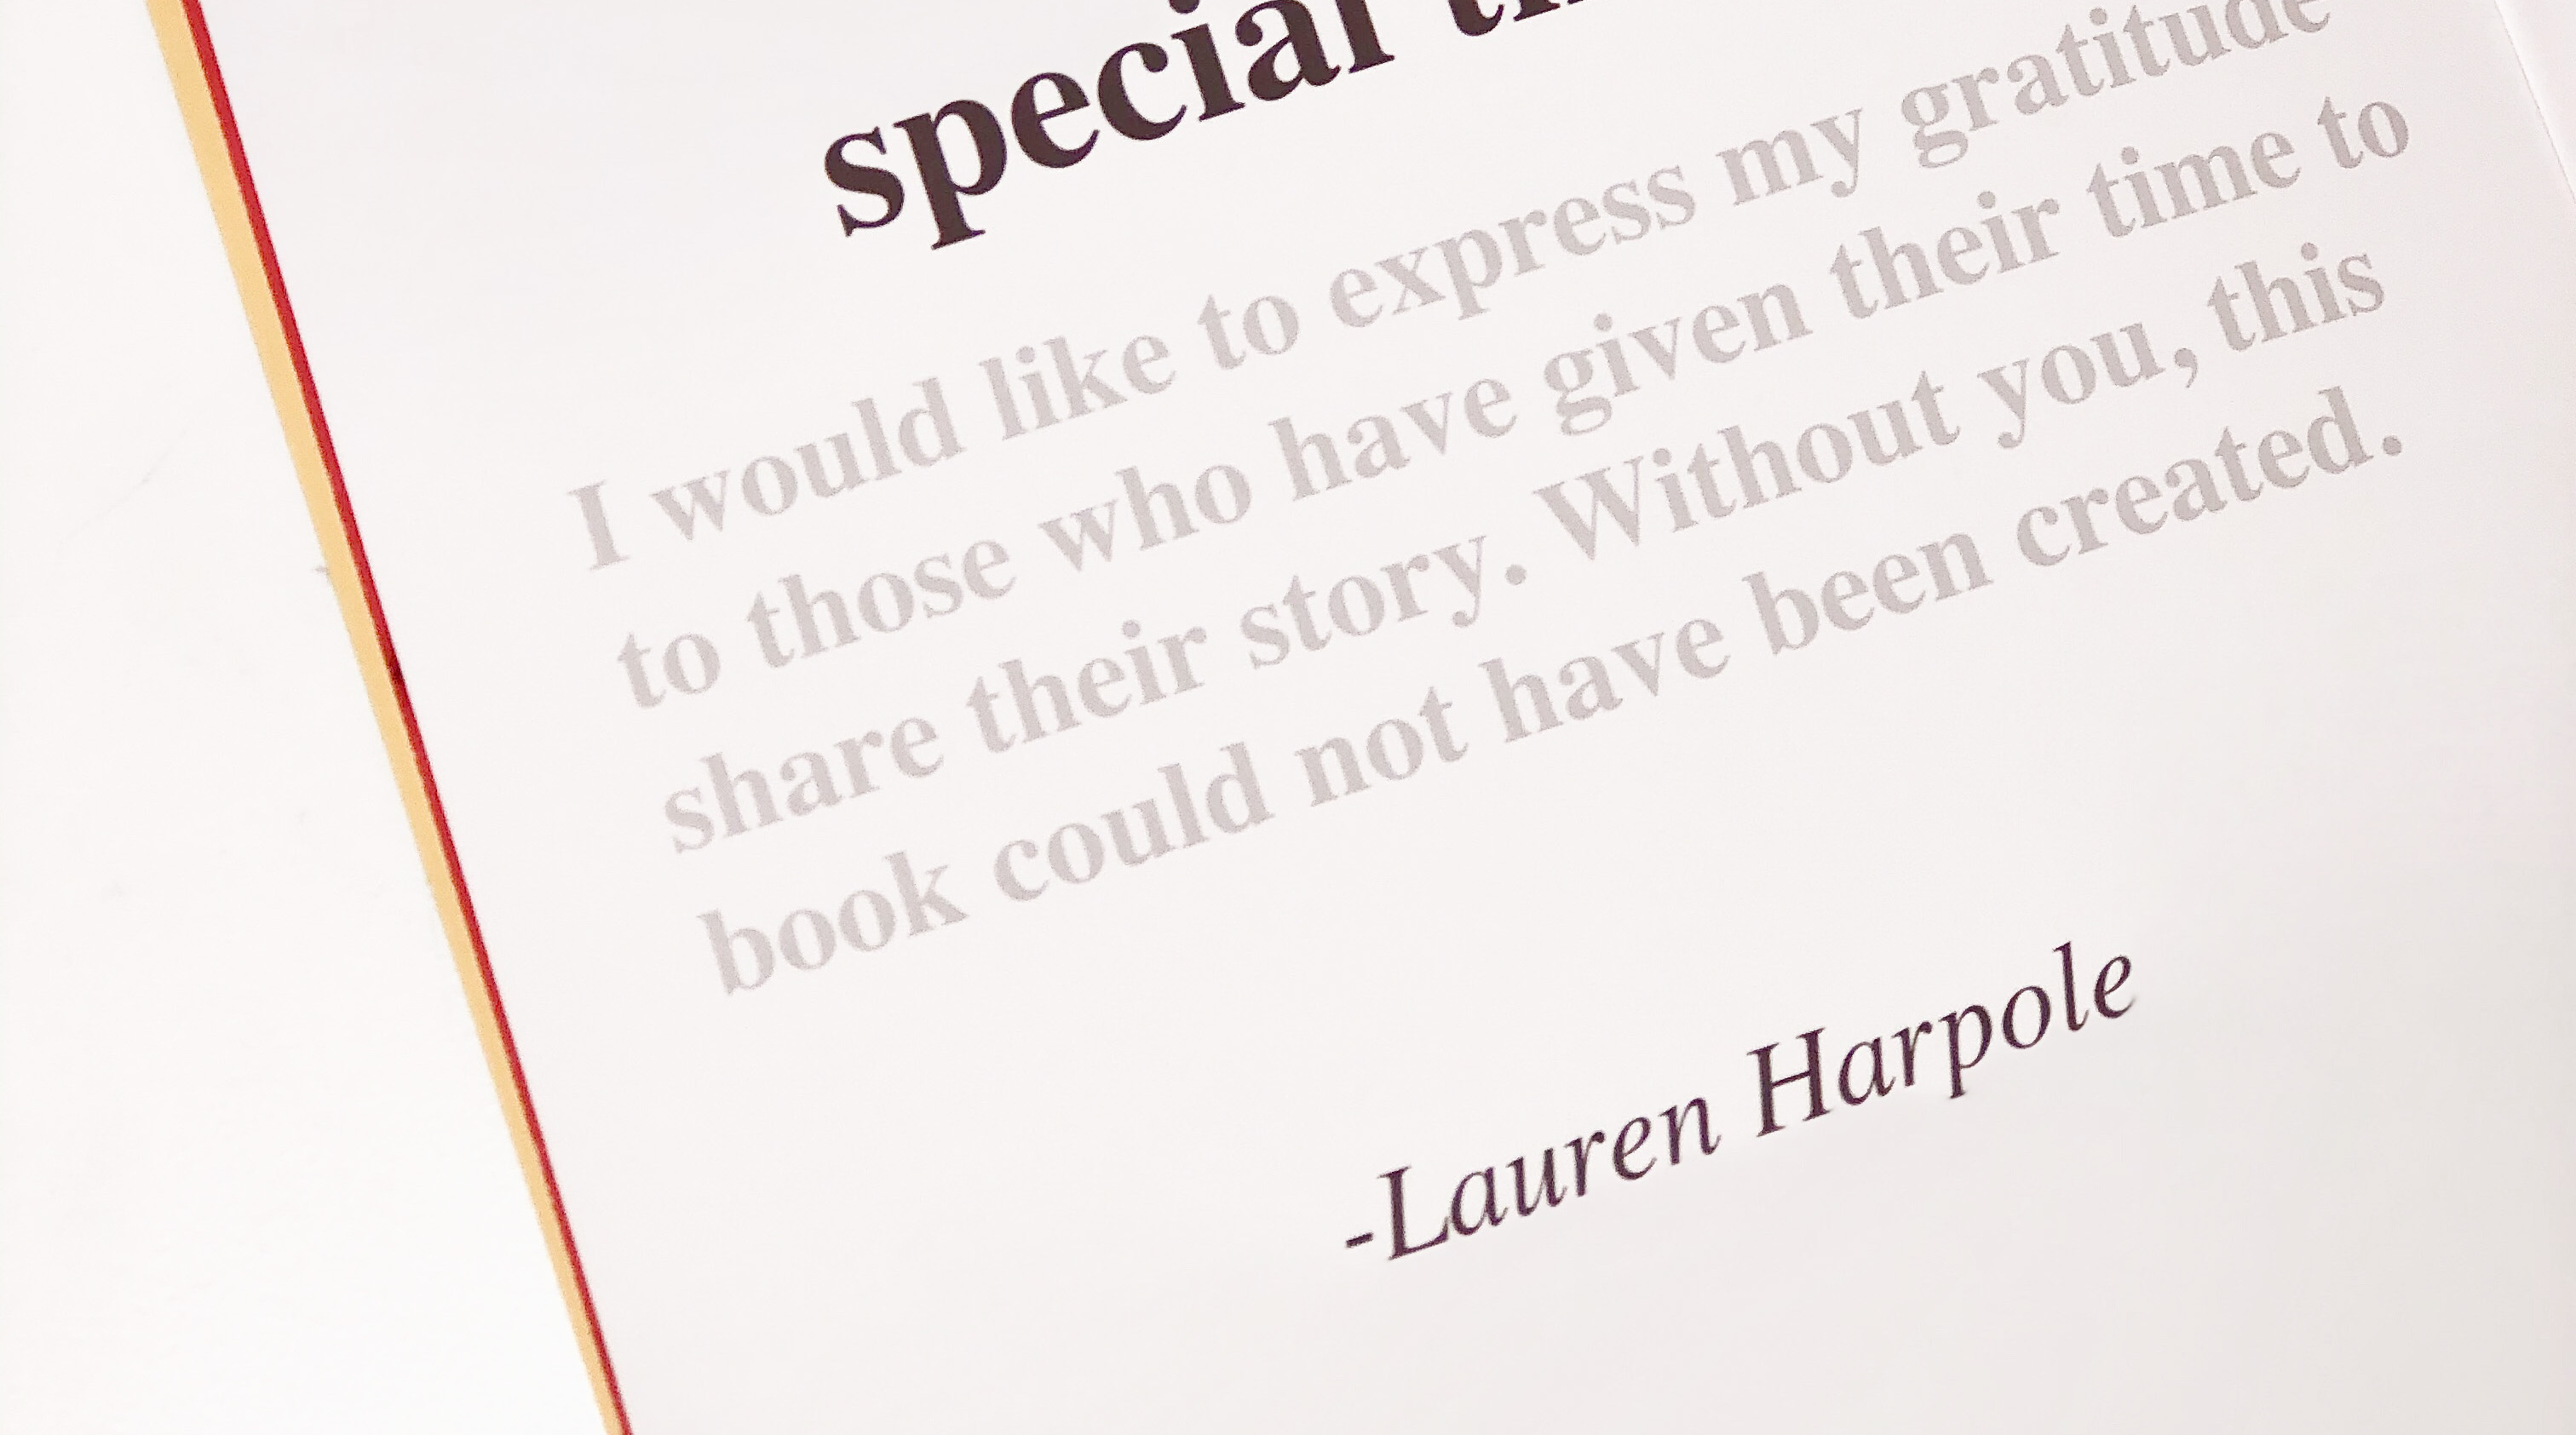 special
I would like to express my gratitude
to those who have given their time to
share their story. Without you, this
book could not have been created.
-Lauren Harpole